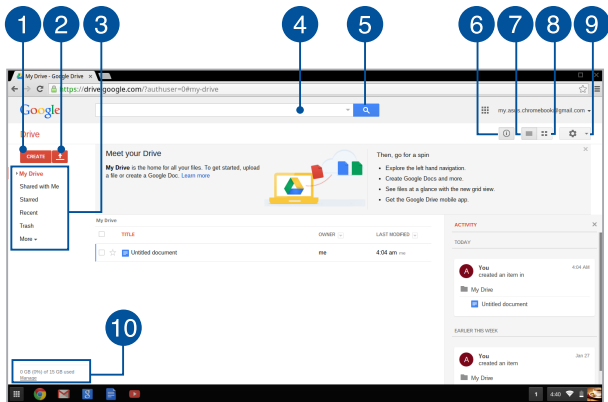 1 2 3 4 5 6 7 8 9
My Drive - Google Drive ×
https://drive.google.com/?authuser=0#my-drive
Google
my.asus.chromebook@gmail.com
Drive
CREATE
Meet your Drive
My Drive is the home for all your files. To get started, upload
a file or create a Google Doc. Learn more
Then, go for a spin
Explore the left hand navigation.
Create Google Docs and more.
See files at a glance with the new grid view.
Get the Google Drive mobile app.
My Drive
Shared with Me
Starred
Recent
Trash
More
My Drive
TITLE OWNER LAST MODIFIED
Untitled document me 4:04 am me
ACTIVITY
TODAY
A You 4:04 AM
created an item in
My Drive
Untitled document
EARLIER THIS WEEK
A You Jan 27
created an item
My Drive
10
0 GB (0%) of 15 GB used
Manage
8 1 4:40